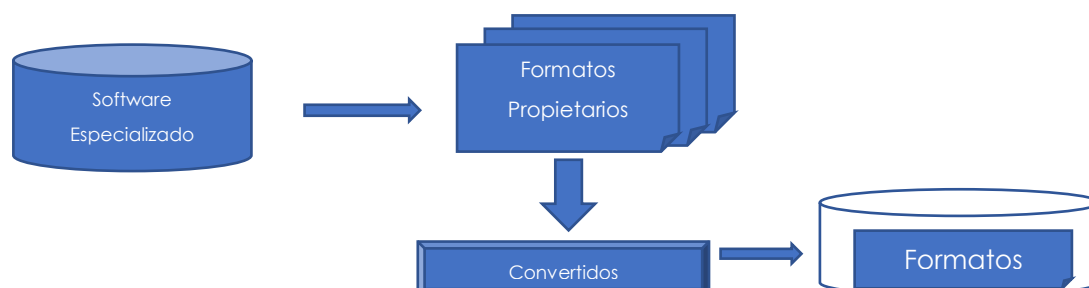 Software
Especializado
Formatos
Propietarios
Convertidos
Formatos